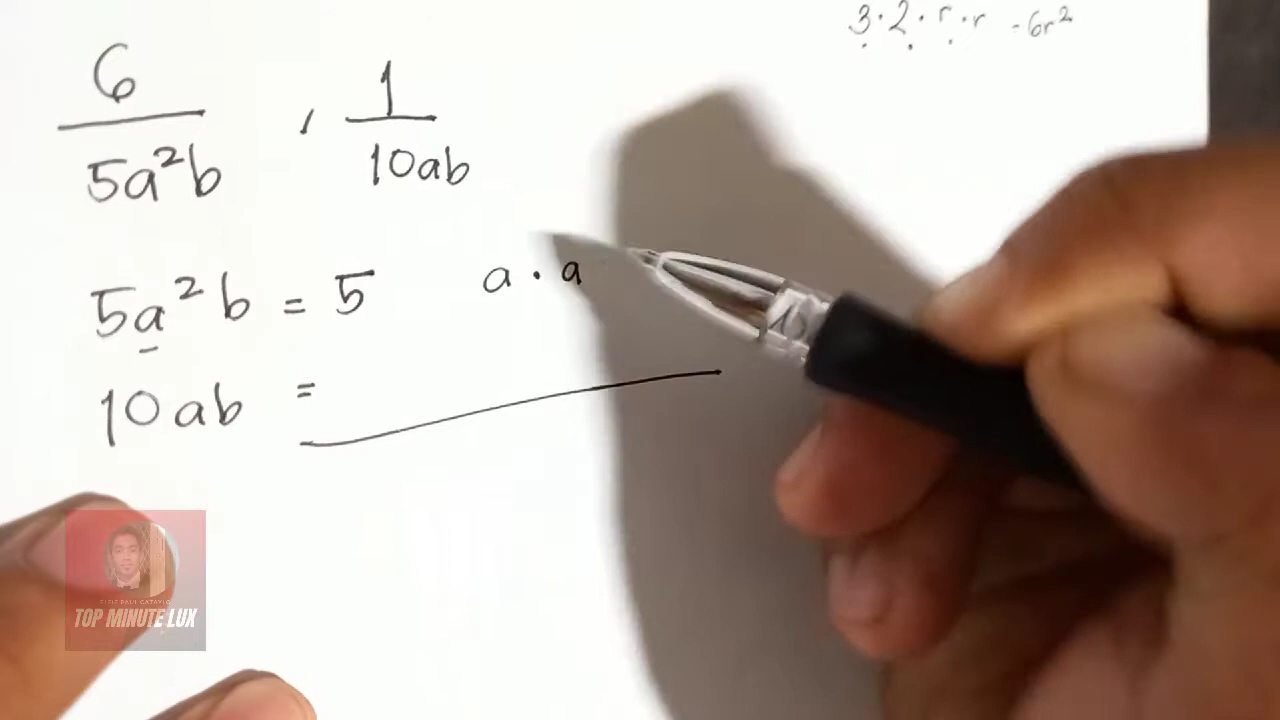 3 · 2 · r · r - 6r²
6/5a²b , 1/10ab
5a²b = 5 a · a
10ab =
TOP MINUTE LUX